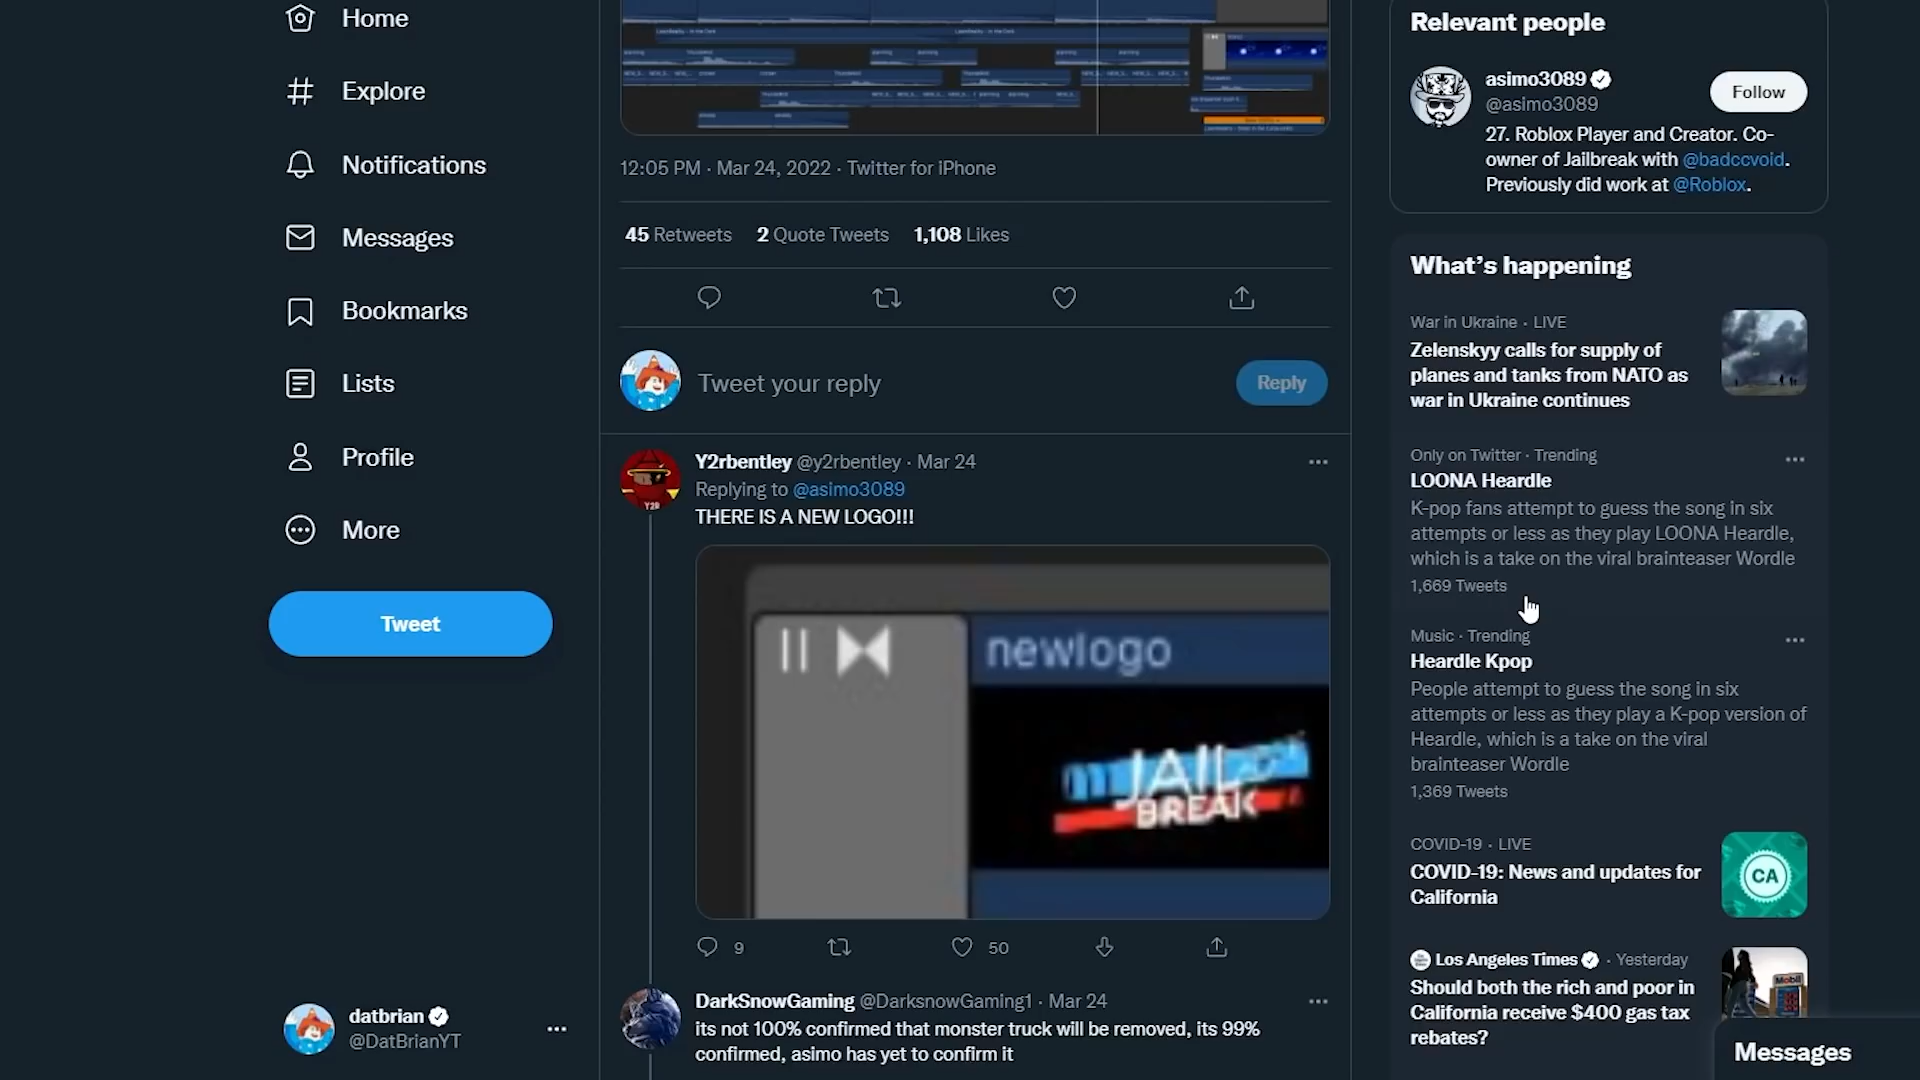 Home
Explore
Notifications
Messages
Bookmarks
Lists
Profile
More
Tweet
datbrian
@DatBrianYT
12:05 PM · Mar 24, 2022 · Twitter for iPhone
45 Retweets 2 Quote Tweets 1,108 Likes
Tweet your reply
Reply
Y2rbentley @y2rbentley · Mar 24
Replying to @asimo3089
THERE IS A NEW LOGO!!!
Y2B
newlogo
JAIL
BREAK
9
50
DarkSnowGaming @DarksnowGaming1 · Mar 24
its not 100% confirmed that monster truck will be removed, its 99%
confirmed, asimo has yet to confirm it
Relevant people
asimo3089
@asimo3089
Follow
27. Roblox Player and Creator. Co-
owner of Jailbreak with @badccvoid.
Previously did work at @Roblox.
What's happening
War in Ukraine · LIVE
Zelenskyy calls for supply of
planes and tanks from NATO as
war in Ukraine continues
Only on Twitter · Trending
LOONA Heardle
K-pop fans attempt to guess the song in six
attempts or less as they play LOONA Heardle,
which is a take on the viral brainteaser Wordle
1,669 Tweets
Music · Trending
Heardle Kpop
People attempt to guess the song in six
attempts or less as they play a K-pop version of
Heardle, which is a take on the viral
brainteaser Wordle
1,369 Tweets
COVID-19 · LIVE
COVID-19: News and updates for
California
CA
Los Angeles Times · Yesterday
Should both the rich and poor in
California receive $400 gas tax
rebates?
Mobil
Messages